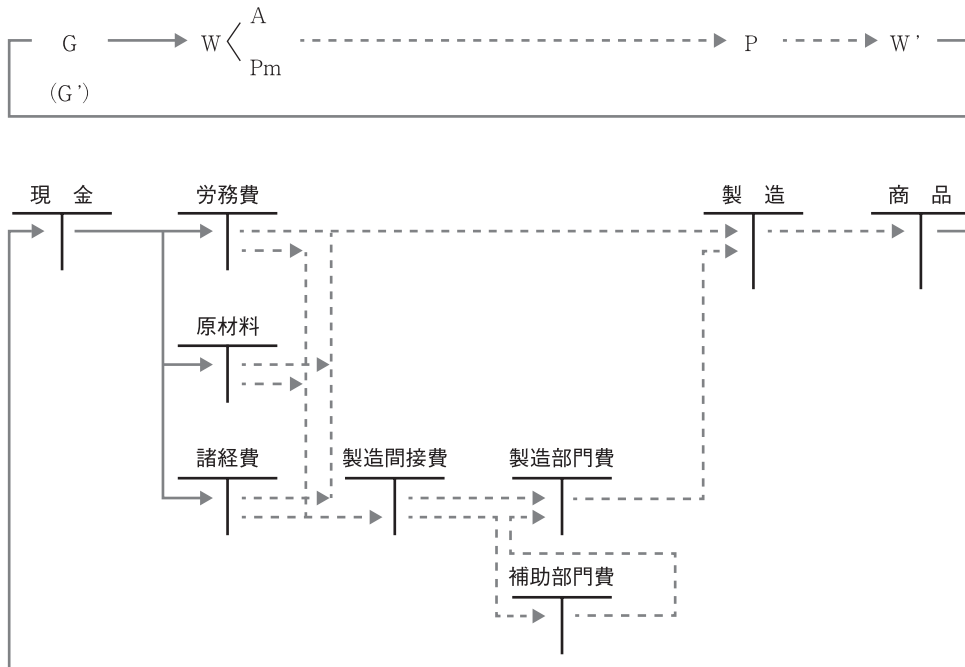 A
G W P W'
Pm
(G')
現 金 労務費 製 造 商 品
原材料
諸経費 製造間接費 製造部門費
補助部門費